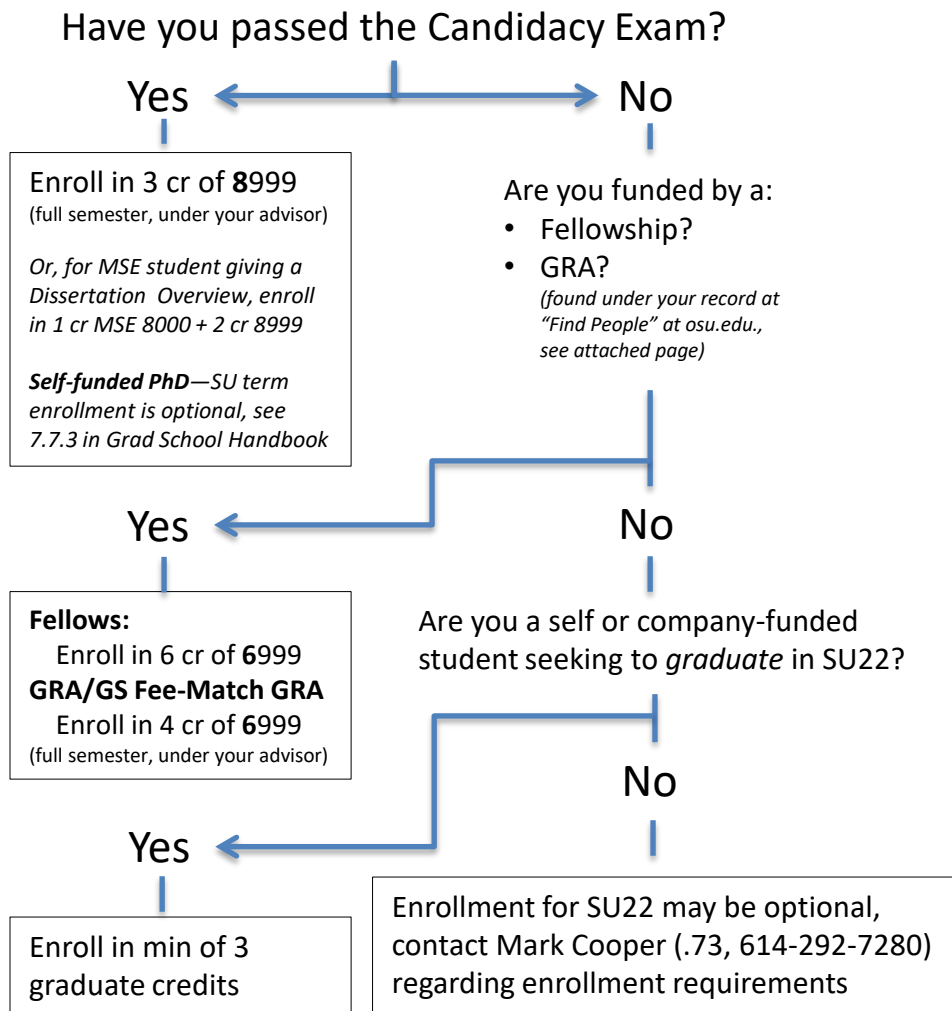 Have you passed the Candidacy Exam?
Yes
No
Enroll in 3 cr of 8999
(full semester, under your advisor)
Or, for MSE student giving a
Dissertation Overview, enroll
in 1 cr MSE 8000 + 2 cr 8999
Self-funded PhD—SU term
enrollment is optional, see
7.7.3 in Grad School Handbook
Are you funded by a:
• Fellowship?
• GRA?
(found under your record at
“Find People” at osu.edu.,
see attached page)
Yes
No
Fellows:
Enroll in 6 cr of 6999
GRA/GS Fee-Match GRA
Enroll in 4 cr of 6999
(full semester, under your advisor)
Are you a self or company-funded
student seeking to graduate in SU22?
Yes
No
Enroll in min of 3
graduate credits
Enrollment for SU22 may be optional,
contact Mark Cooper (.73, 614-292-7280)
regarding enrollment requirements